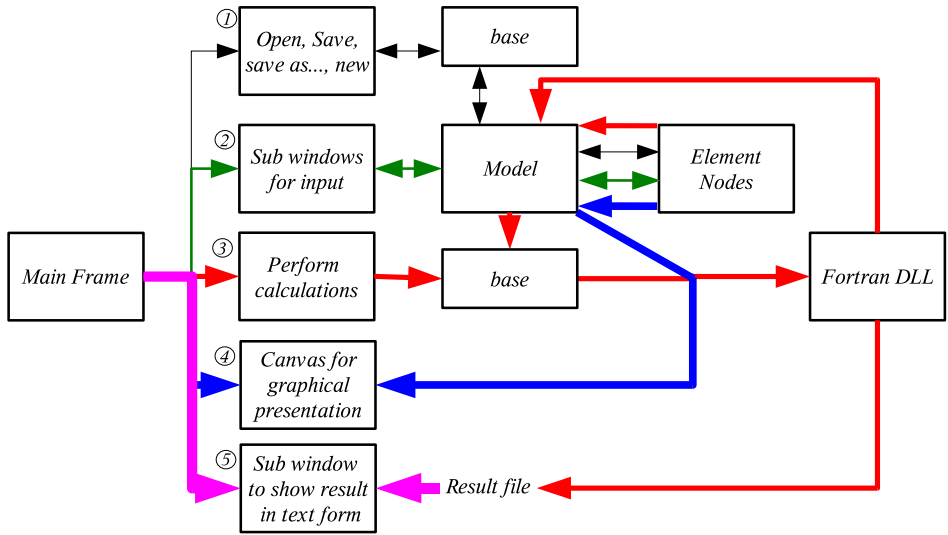 ①
Open, Save,
save as..., new
base
②
Sub windows
for input
Model
Element
Nodes
Main Frame
③
Perform
calculations
base
Fortran DLL
④
Canvas for
graphical
presentation
⑤
Sub window
to show result
in text form
Result file